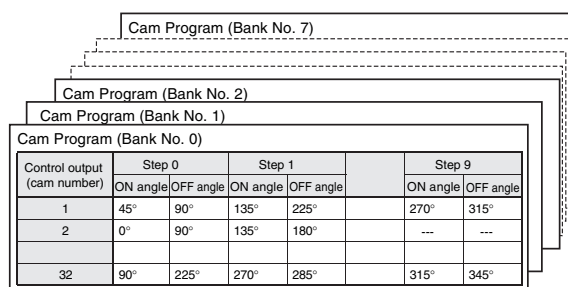 Cam Program (Bank No. 7)
Cam Program (Bank No. 2)
Cam Program (Bank No. 1)
Cam Program (Bank No. 0)
Control output (cam number) Step 0 Step 1 Step 9
ON angle OFF angle ON angle OFF angle ON angle OFF angle
1 45° 90° 135° 225° 270° 315°
2 0° 90° 135° 180° --- ---
32 90° 225° 270° 285° 315° 345°